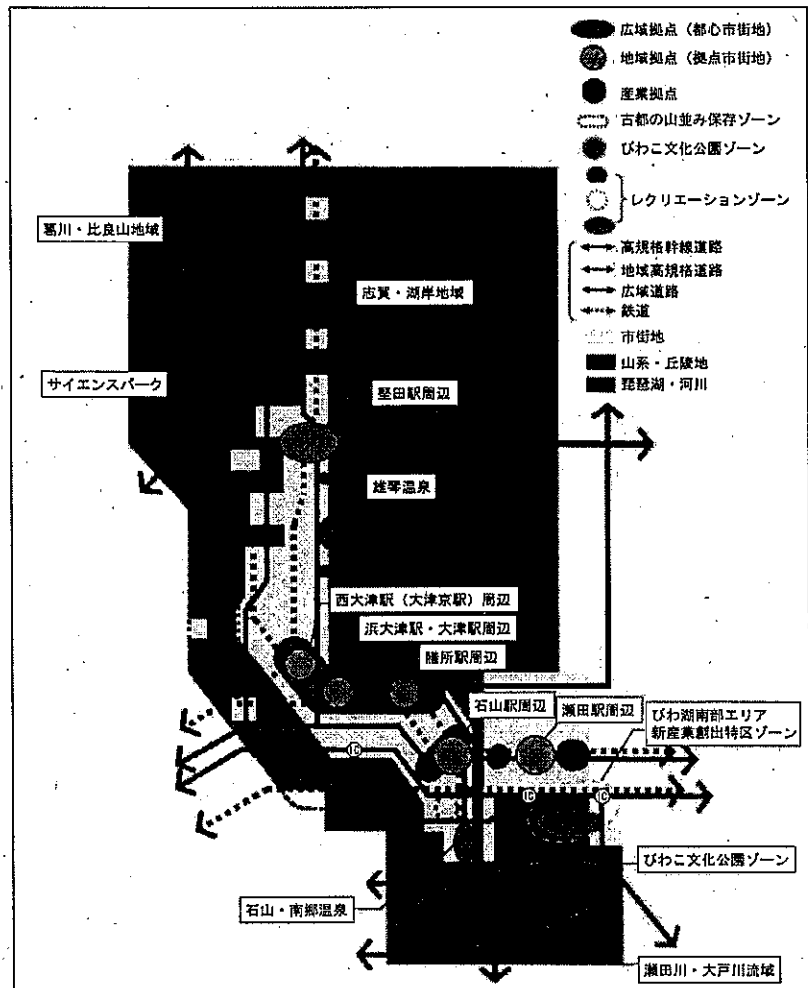 広域拠点（都心市街地）
地域拠点（拠点市街地）
産業拠点
古都の山並み保存ゾーン
びわこ文化公園ゾーン
レクリエーションゾーン
高規格幹線道路
地域高規格道路
広域道路
鉄道
市街地
山系・丘陵地
琵琶湖・河川
葛川・比良山地域
志賀・湖岸地域
サイエンスパーク
堅田駅周辺
雄琴温泉
西大津駅（大津京駅）周辺
浜大津駅・大津駅周辺
膳所駅周辺
石山駅周辺
瀬田駅周辺
びわ湖南部エリア
新産業創出特区ゾーン
IC
IC
IC
びわこ文化公園ゾーン
石山・南郷温泉
瀬田川・大戸川流域